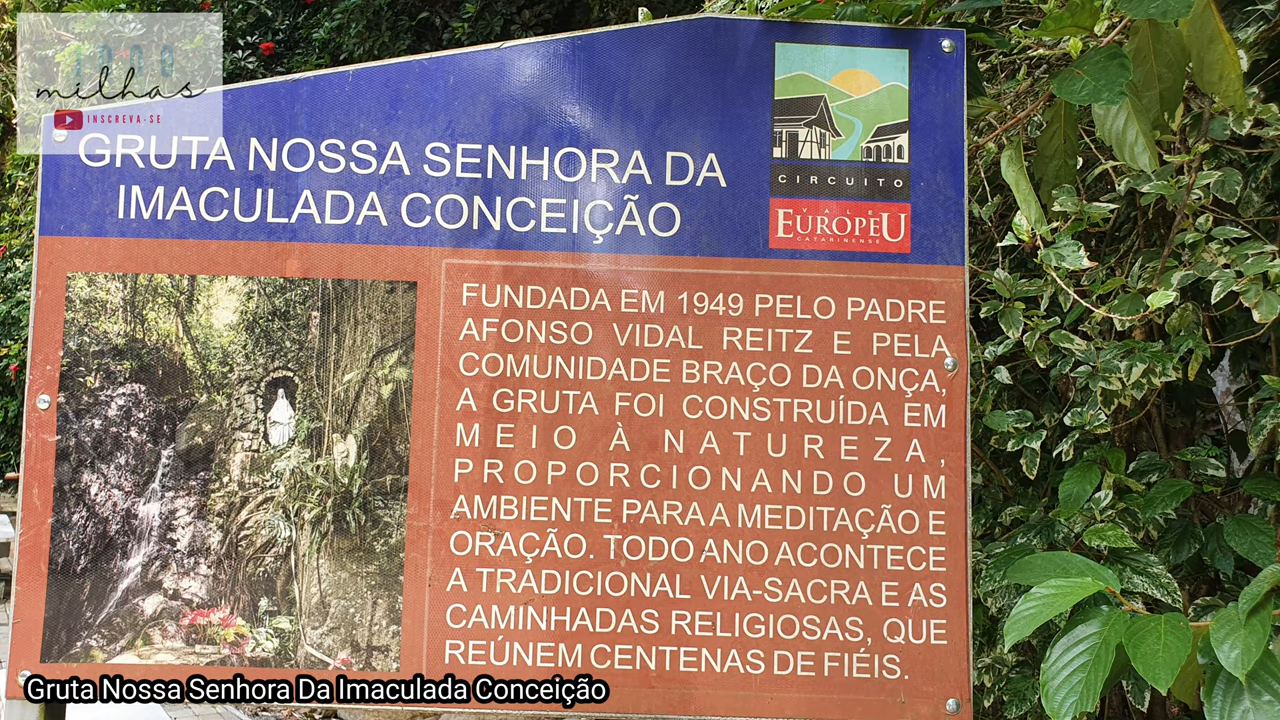 milhas
INSCREVA-SE
GRUTA NOSSA SENHORA DA
IMACULADA CONCEIÇÃO
CIRCUITO
VALE
EUROPEU
CATARINENSE
FUNDADA EM 1949 PELO PADRE
AFONSO VIDAL REITZ E PELA
COMUNIDADE BRAÇO DA ONÇA,
A GRUTA FOI CONSTRUÍDA EM
MEIO À NATUREZA,
PROPORCIONANDO UM
AMBIENTE PARA A MEDITAÇÃO E
ORAÇÃO. TODO ANO ACONTECE
A TRADICIONAL VIA-SACRA E AS
CAMINHADAS RELIGIOSAS, QUE
REÚNEM CENTENAS DE FIÉIS.
Gruta Nossa Senhora Da Imaculada Conceição